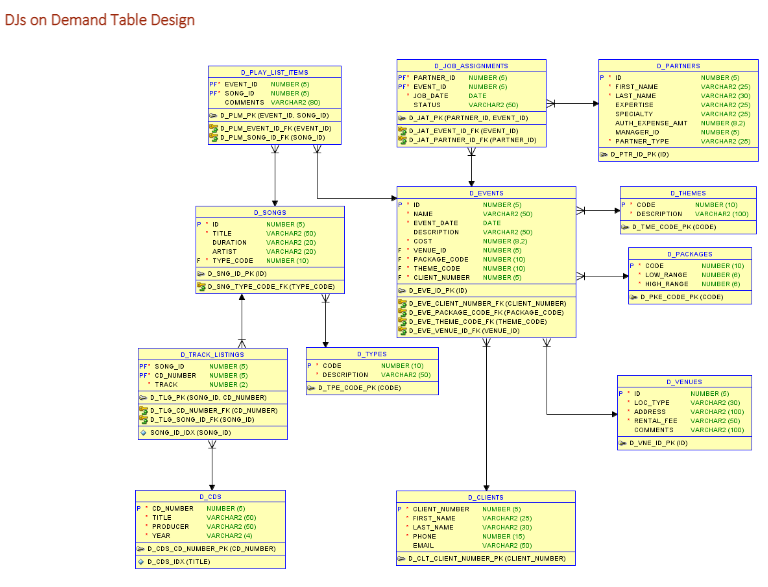 DJs on Demand Table Design
D_PLAY_LIST_ITEMS
PF* EVENT_ID NUMBER (5)
PF* SONG_ID NUMBER (5)
COMMENTS VARCHAR2 (80)
D_PLM_PK (EVENT_ID, SONG_ID)
D_PLM_EVENT_ID_FK (EVENT_ID)
D_PLM_SONG_ID_FK (SONG_ID)
D_JOB_ASSIGNMENTS
PF* PARTNER_ID NUMBER (5)
PF* EVENT_ID NUMBER (5)
* JOB_DATE DATE
STATUS VARCHAR2 (50)
D_JAT_PK (PARTNER_ID, EVENT_ID)
D_JAT_EVENT_ID_FK (EVENT_ID)
D_JAT_PARTNER_ID_FK (PARTNER_ID)
D_PARTNERS
P * ID NUMBER (5)
* FIRST_NAME VARCHAR2 (25)
* LAST_NAME VARCHAR2 (30)
EXPERTISE VARCHAR2 (25)
SPECIALTY VARCHAR2 (25)
AUTH_EXPENSE_AMT NUMBER (8,2)
MANAGER_ID NUMBER (5)
* PARTNER_TYPE VARCHAR2 (25)
D_PTR_ID_PK (ID)
D_SONGS
P * ID NUMBER (5)
* TITLE VARCHAR2 (50)
DURATION VARCHAR2 (20)
ARTIST VARCHAR2 (20)
F * TYPE_CODE NUMBER (10)
D_SNG_ID_PK (ID)
D_SNG_TYPE_CODE_FK (TYPE_CODE)
D_EVENTS
P * ID NUMBER (5)
* NAME VARCHAR2 (50)
* EVENT_DATE DATE
DESCRIPTION VARCHAR2 (50)
* COST NUMBER (8,2)
F * VENUE_ID NUMBER (5)
F * PACKAGE_CODE NUMBER (10)
F * THEME_CODE NUMBER (10)
F * CLIENT_NUMBER NUMBER (5)
D_EVE_ID_PK (ID)
D_EVE_CLIENT_NUMBER_FK (CLIENT_NUMBER)
D_EVE_PACKAGE_CODE_FK (PACKAGE_CODE)
D_EVE_THEME_CODE_FK (THEME_CODE)
D_EVE_VENUE_ID_FK (VENUE_ID)
D_THEMES
P * CODE NUMBER (10)
* DESCRIPTION VARCHAR2 (100)
D_TME_CODE_PK (CODE)
D_PACKAGES
P * CODE NUMBER (10)
* LOW_RANGE NUMBER (6)
* HIGH_RANGE NUMBER (6)
D_PKE_CODE_PK (CODE)
D_TRACK_LISTINGS
PF* SONG_ID NUMBER (5)
PF* CD_NUMBER NUMBER (5)
* TRACK NUMBER (2)
D_TLG_PK (SONG_ID, CD_NUMBER)
D_TLG_CD_NUMBER_FK (CD_NUMBER)
D_TLG_SONG_ID_FK (SONG_ID)
SONG_ID_IDX (SONG_ID)
D_TYPES
P * CODE NUMBER (10)
* DESCRIPTION VARCHAR2 (50)
D_TPE_CODE_PK (CODE)
D_VENUES
P * ID NUMBER (5)
* LOC_TYPE VARCHAR2 (30)
* ADDRESS VARCHAR2 (100)
* RENTAL_FEE VARCHAR2 (50)
COMMENTS VARCHAR2 (100)
D_VNE_ID_PK (ID)
D_CDS
P * CD_NUMBER NUMBER (5)
* TITLE VARCHAR2 (50)
* PRODUCER VARCHAR2 (50)
* YEAR VARCHAR2 (4)
D_CDS_CD_NUMBER_PK (CD_NUMBER)
D_CDS_IDX (TITLE)
D_CLIENTS
P * CLIENT_NUMBER NUMBER (5)
* FIRST_NAME VARCHAR2 (25)
* LAST_NAME VARCHAR2 (30)
* PHONE NUMBER (15)
EMAIL VARCHAR2 (50)
D_CLT_CLIENT_NUMBER_PK (CLIENT_NUMBER)